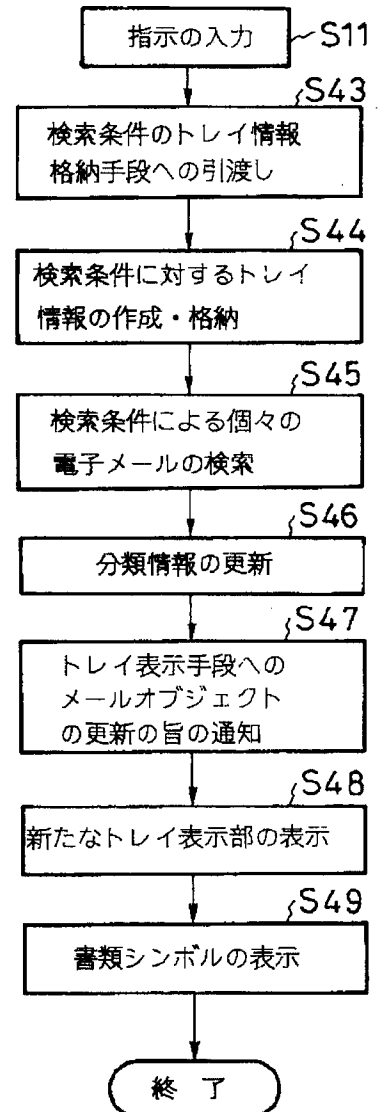 指示の入力 S11
S43
検索条件のトレイ情報
格納手段への引渡し
S44
検索条件に対するトレイ
情報の作成・格納
S45
検索条件による個々の
電子メールの検索
S46
分類情報の更新
S47
トレイ表示手段への
メールオブジェクト
の更新の旨の通知
S48
新たなトレイ表示部の表示
S49
書類シンボルの表示
終 了